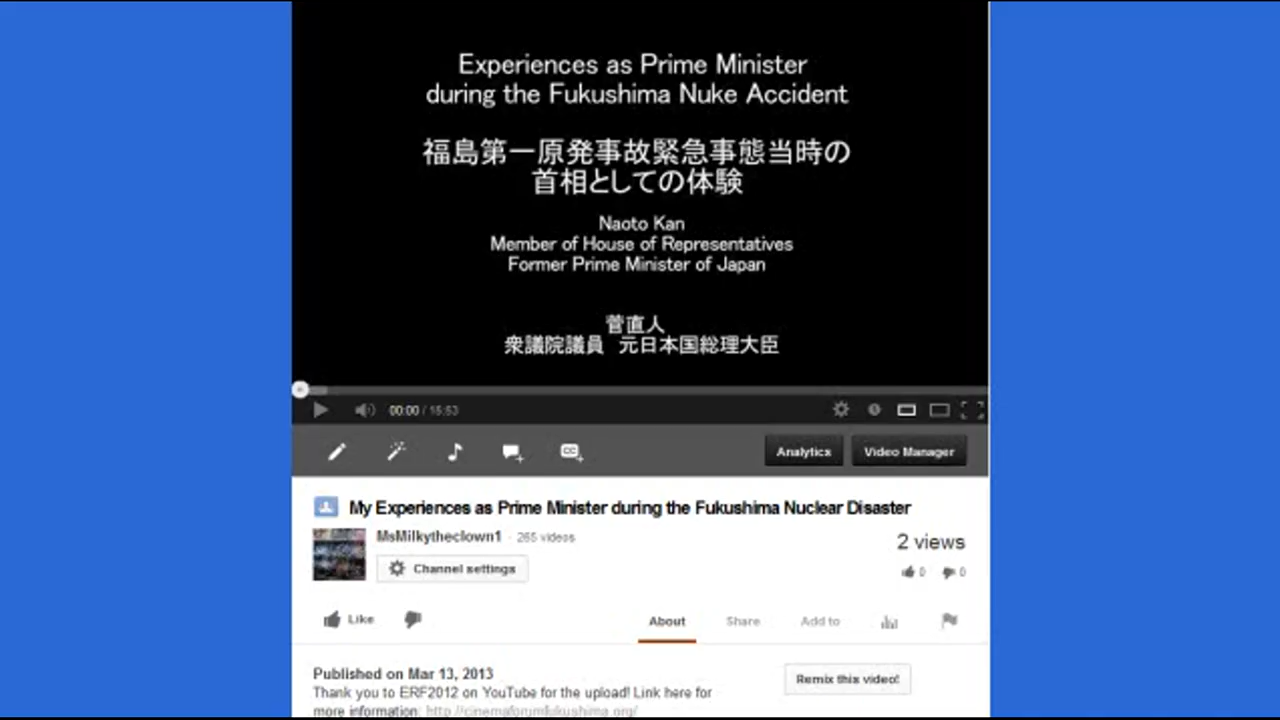 Experiences as Prime Minister
during the Fukushima Nuke Accident
福島第一原発事故緊急事態当時の
首相としての体験
Naoto Kan
Member of House of Representatives
Former Prime Minister of Japan
菅直人
衆議院議員 元日本国総理大臣
00:00 / 15:53
Analytics
Video Manager
My Experiences as Prime Minister during the Fukushima Nuclear Disaster
MsMilkytheclown1 · 265 videos
2 views
Channel settings
0 0
Like
About Share Add to
Published on Mar 13, 2013
Remix this video!
Thank you to ERF2012 on YouTube for the upload! Link here for
more information: http://cinemaforumfukushima.org/